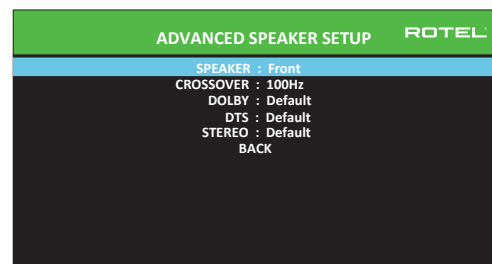 ADVANCED SPEAKER SETUP
ROTEL
SPEAKER : Front
CROSSOVER : 100Hz
DOLBY : Default
DTS : Default
STEREO : Default
BACK